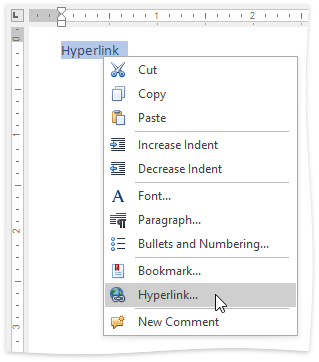 L
1
2
Hyperlink
Cut
Copy
Paste
1
Increase Indent
Decrease Indent
Font...
Paragraph...
2
Bullets and Numbering...
Bookmark...
Hyperlink...
3
New Comment